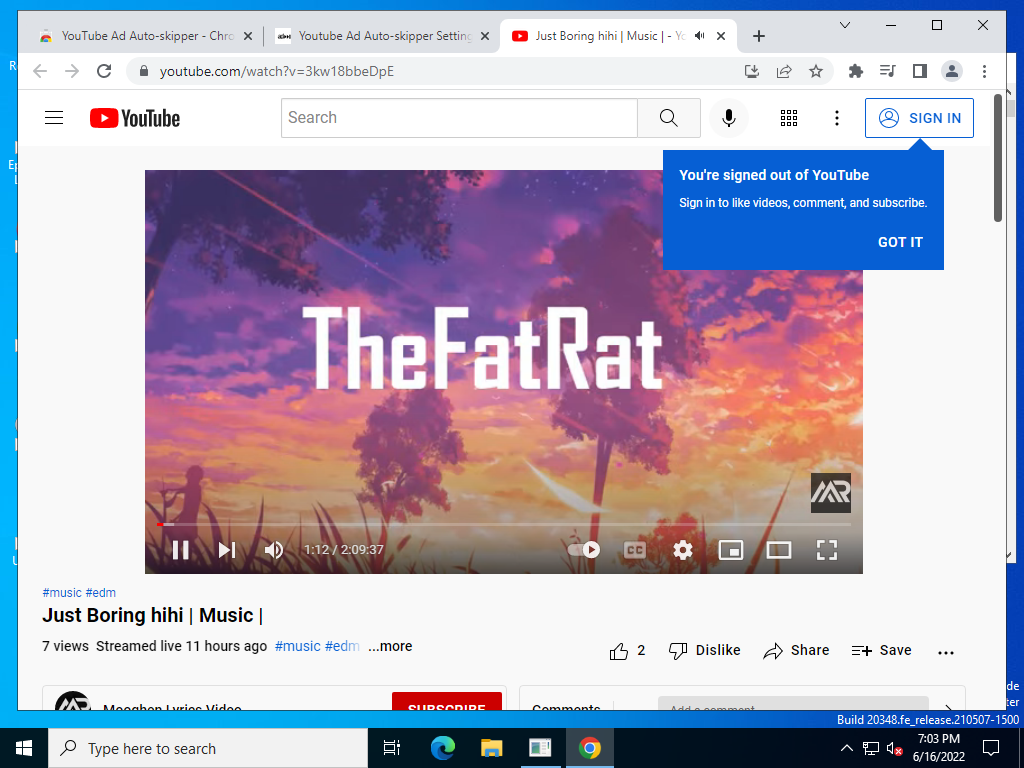 YouTube Ad Auto-skipper - Chro
Youtube Ad Auto-skipper Setting
Just Boring hihi | Music | - Yo
youtube.com/watch?v=3kw18bbeDpE
YouTube
Search
SIGN IN
You're signed out of YouTube
Sign in to like videos, comment, and subscribe.
GOT IT
TheFatRat
MR
1:12 / 2:09:37
CC
#music #edm
Just Boring hihi | Music |
7 views Streamed live 11 hours ago #music #edm ...more
2 Dislike Share Save
Mooghen Lyrics Video
SUBSCRIBE
Comments
Add a comment
Build 20348.fe_release.210507-1500
Type here to search
7:03 PM
6/16/2022